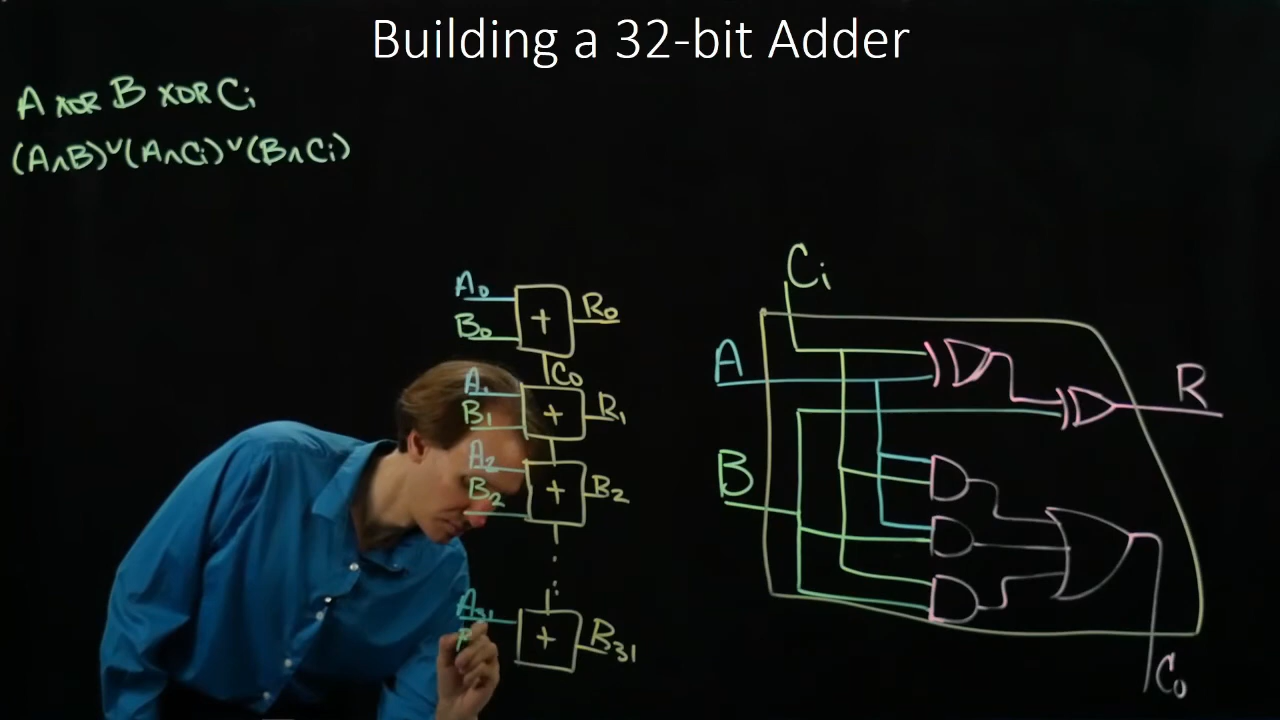 Building a 32-bit Adder
A XOR B XOR Ci
(A∧B)∨(A∧Ci)∨(B∧Ci)
A0
B0
+
R0
C0
A1
B1
+
R1
A2
B2
+
B2
A31
+
R31
Ci
A
B
R
Co